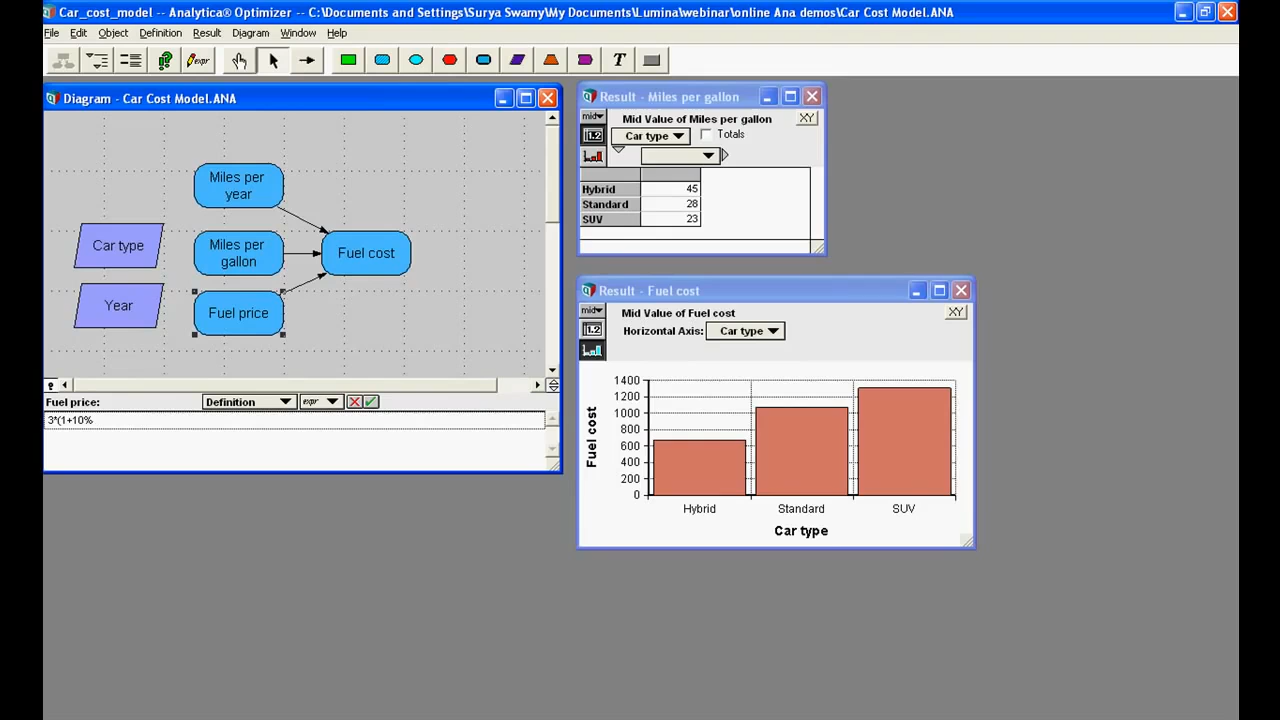 Car_cost_model -- Analytica® Optimizer -- C:\Documents and Settings\Surya Swamy\My Documents\Lumina\webinar\online Ana demos\Car Cost Model.ANA
File Edit Object Definition Result Diagram Window Help
expr T
Diagram - Car Cost Model.ANA
Miles per
year
Car type
Miles per
gallon
Fuel cost
Year
Fuel price
Fuel price: Definition expr
3*(1+10%
Result - Miles per gallon
mid Mid Value of Miles per gallon XY
1.2 Car type Totals
Hybrid 45
Standard 28
SUV 23
Result - Fuel cost
mid Mid Value of Fuel cost XY
1.2 Horizontal Axis: Car type
1400
1200
1000
800
600
400
200
0
Fuel cost
Hybrid Standard SUV
Car type